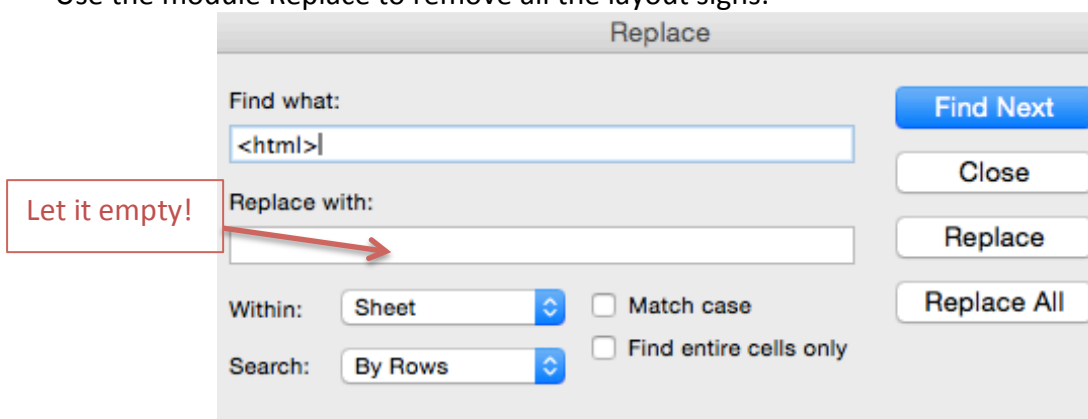 Use the module Replace to remove all the layout signs.
Replace
Find what:
Find Next
<html>
Close
Let it empty!
Replace with:
Replace
Within:
Sheet
Match case
Replace All
Search:
By Rows
Find entire cells only